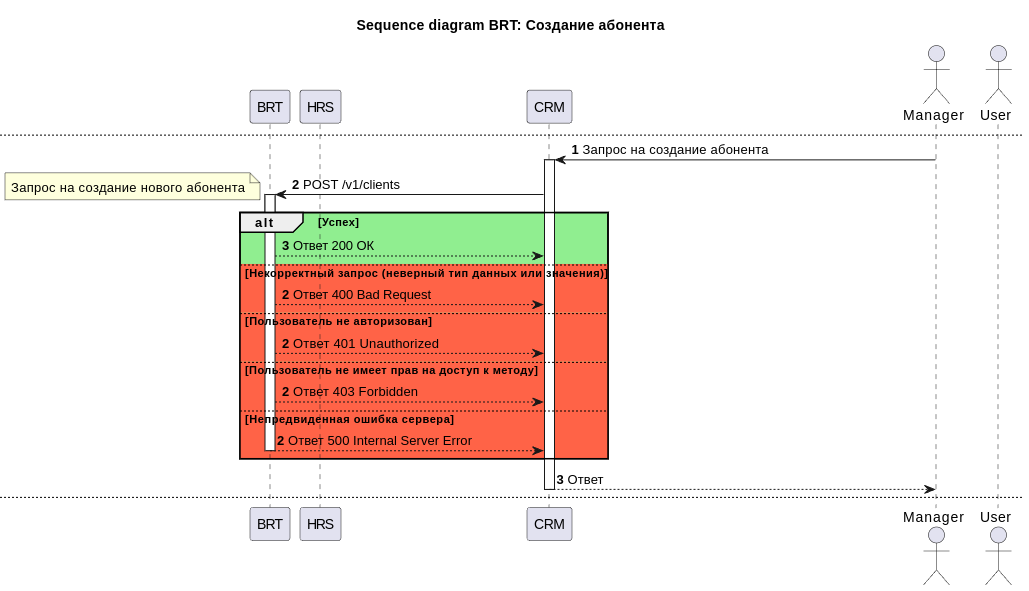 Sequence diagram BRT: Создание абонента
BRT
HRS
CRM
Manager
User
1 Запрос на создание абонента
Запрос на создание нового абонента
2 POST /v1/clients
alt
[Успех]
3 Ответ 200 ОК
[Некорректный запрос (неверный тип данных или значения)]
2 Ответ 400 Bad Request
[Пользователь не авторизован]
2 Ответ 401 Unauthorized
[Пользователь не имеет прав на доступ к методу]
2 Ответ 403 Forbidden
[Непредвиденная ошибка сервера]
2 Ответ 500 Internal Server Error
3 Ответ
BRT
HRS
CRM
Manager
User